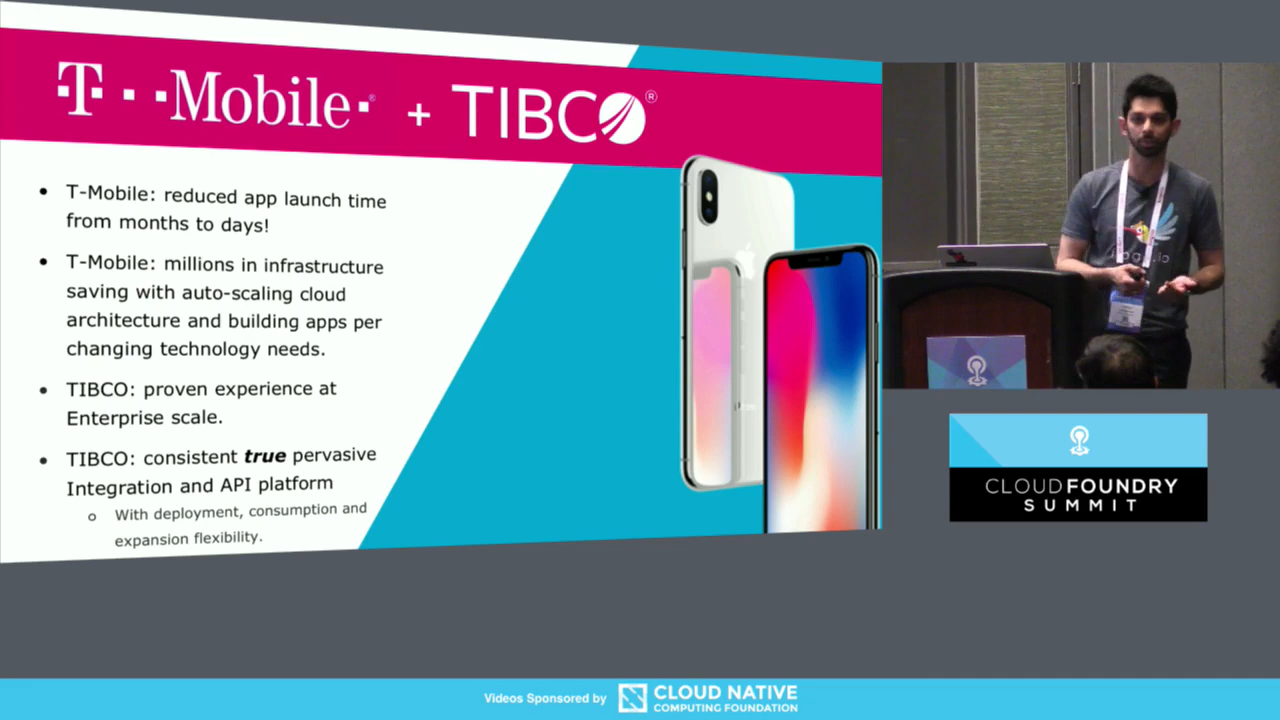 T··Mobile·® + TIBCO®
• T-Mobile: reduced app launch time
from months to days!
• T-Mobile: millions in infrastructure
saving with auto-scaling cloud
architecture and building apps per
changing technology needs.
• TIBCO: proven experience at
Enterprise scale.
• TIBCO: consistent true pervasive
Integration and API platform
o With deployment, consumption and
expansion flexibility.
CLOUD FOUNDRY
SUMMIT
Videos Sponsored by CLOUD NATIVE
COMPUTING FOUNDATION